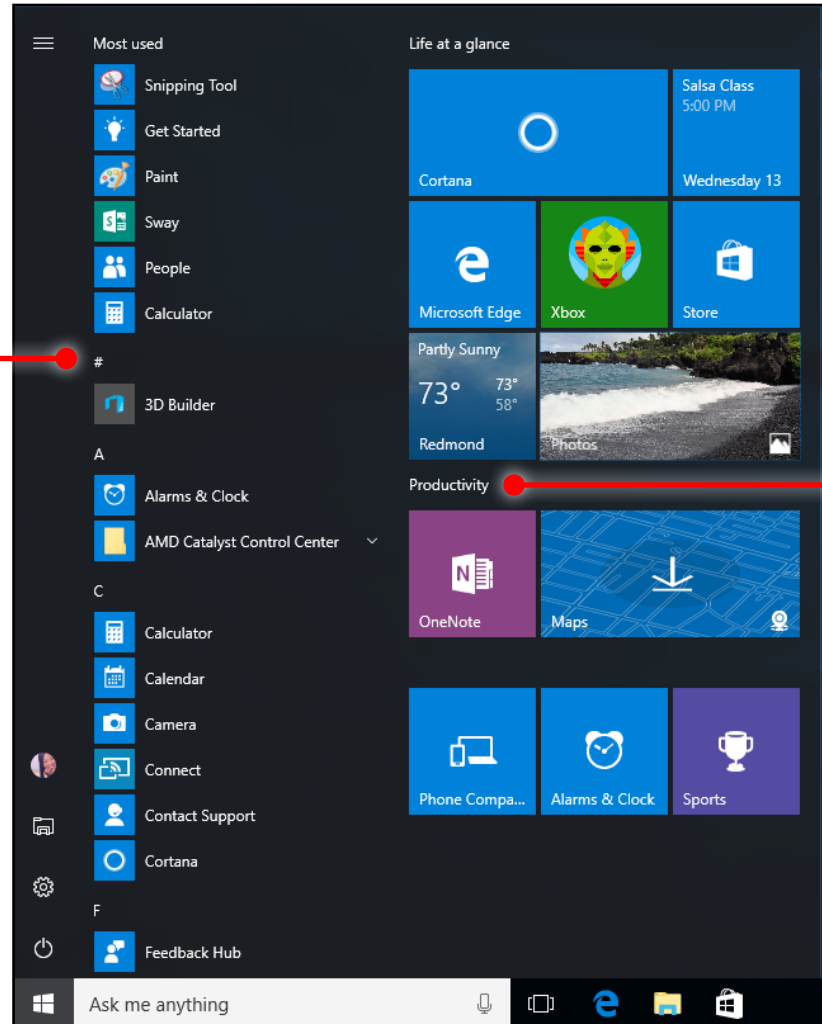 Most used
Snipping Tool
Get Started
Paint
Sway
People
Calculator
#
3D Builder
A
Alarms & Clock
AMD Catalyst Control Center
C
Calculator
Calendar
Camera
Connect
Contact Support
Cortana
F
Feedback Hub
Life at a glance
Cortana
Salsa Class
5:00 PM
Wednesday 13
Microsoft Edge
Xbox
Store
Partly Sunny
73° 73°
58°
Redmond
Photos
Productivity
OneNote
Maps
Phone Compa...
Alarms & Clock
Sports
Ask me anything